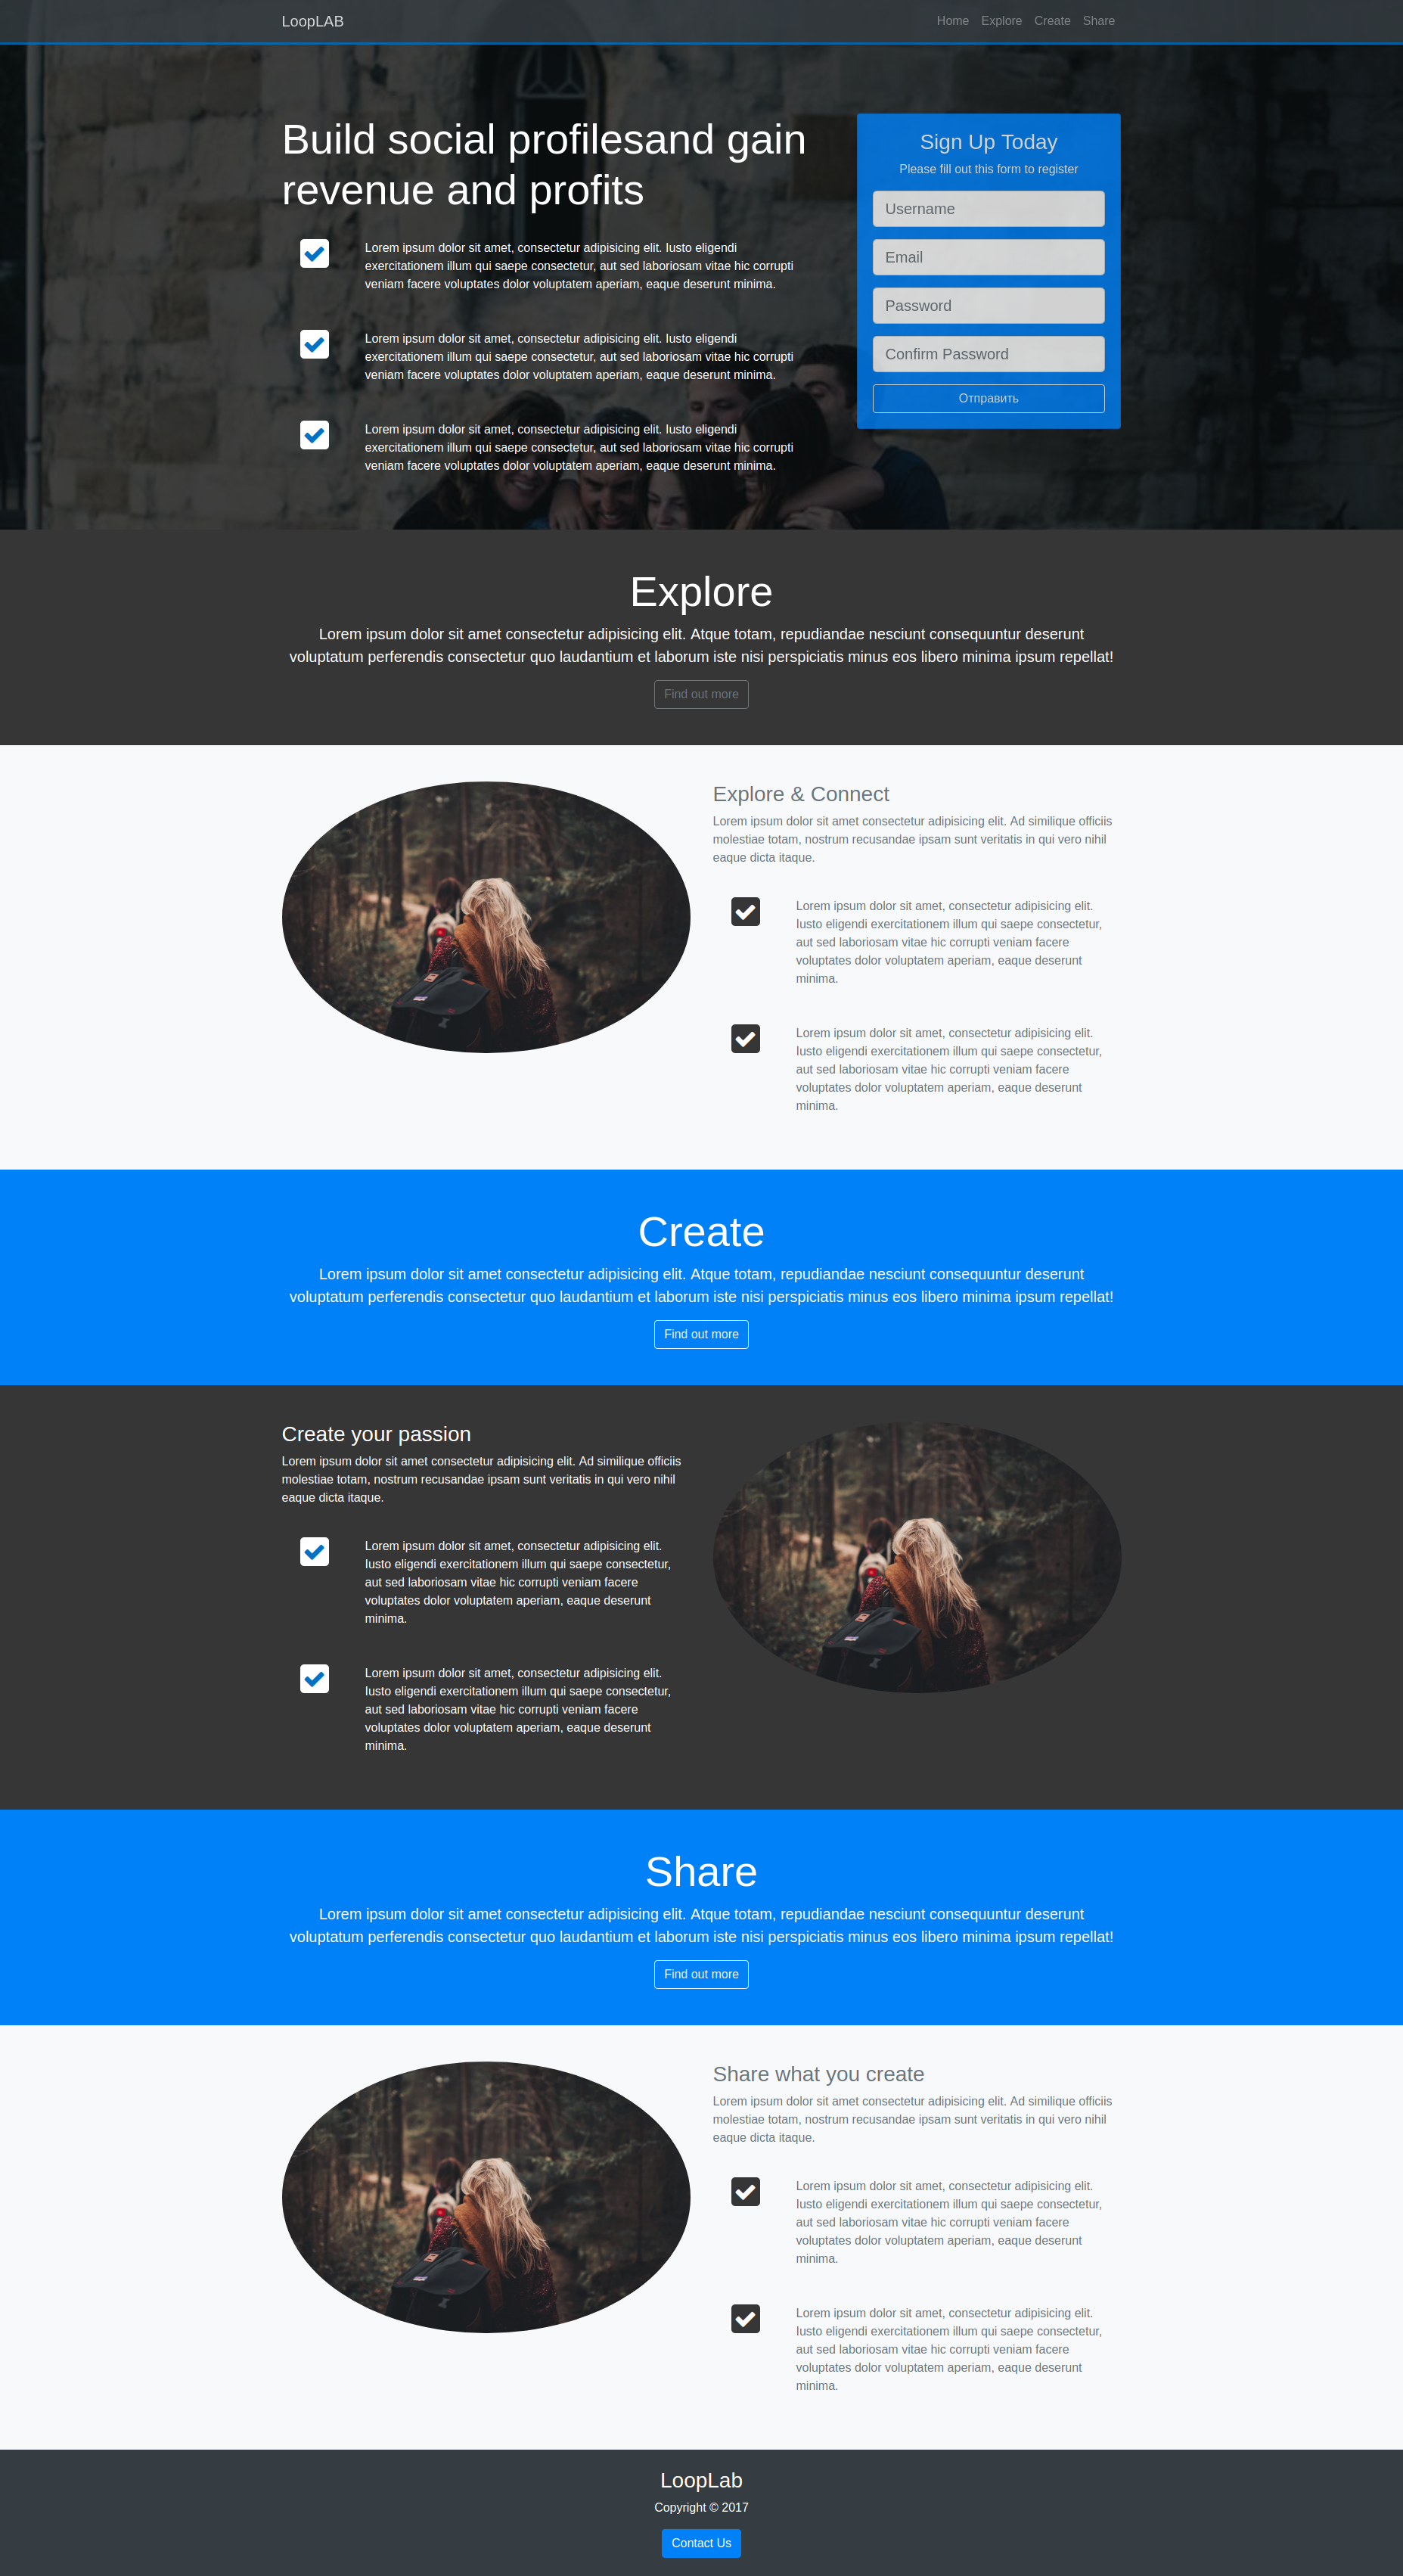 LoopLAB
Home Explore Create Share
Build social profilesand gain
revenue and profits
Lorem ipsum dolor sit amet, consectetur adipisicing elit. Iusto eligendi
exercitationem illum qui saepe consectetur, aut sed laboriosam vitae hic corrupti
veniam facere voluptates dolor voluptatem aperiam, eaque deserunt minima.
Lorem ipsum dolor sit amet, consectetur adipisicing elit. Iusto eligendi
exercitationem illum qui saepe consectetur, aut sed laboriosam vitae hic corrupti
veniam facere voluptates dolor voluptatem aperiam, eaque deserunt minima.
Lorem ipsum dolor sit amet, consectetur adipisicing elit. Iusto eligendi
exercitationem illum qui saepe consectetur, aut sed laboriosam vitae hic corrupti
veniam facere voluptates dolor voluptatem aperiam, eaque deserunt minima.
Sign Up Today
Please fill out this form to register
Username
Email
Password
Confirm Password
Отправить
Explore
Lorem ipsum dolor sit amet consectetur adipisicing elit. Atque totam, repudiandae nesciunt consequuntur deserunt
voluptatum perferendis consectetur quo laudantium et laborum iste nisi perspiciatis minus eos libero minima ipsum repellat!
Find out more
Explore & Connect
Lorem ipsum dolor sit amet consectetur adipisicing elit. Ad similique officiis
molestiae totam, nostrum recusandae ipsam sunt veritatis in qui vero nihil
eaque dicta itaque.
Lorem ipsum dolor sit amet, consectetur adipisicing elit.
Iusto eligendi exercitationem illum qui saepe consectetur,
aut sed laboriosam vitae hic corrupti veniam facere
voluptates dolor voluptatem aperiam, eaque deserunt
minima.
Lorem ipsum dolor sit amet, consectetur adipisicing elit.
Iusto eligendi exercitationem illum qui saepe consectetur,
aut sed laboriosam vitae hic corrupti veniam facere
voluptates dolor voluptatem aperiam, eaque deserunt
minima.
Create
Lorem ipsum dolor sit amet consectetur adipisicing elit. Atque totam, repudiandae nesciunt consequuntur deserunt
voluptatum perferendis consectetur quo laudantium et laborum iste nisi perspiciatis minus eos libero minima ipsum repellat!
Find out more
Create your passion
Lorem ipsum dolor sit amet consectetur adipisicing elit. Ad similique officiis
molestiae totam, nostrum recusandae ipsam sunt veritatis in qui vero nihil
eaque dicta itaque.
Lorem ipsum dolor sit amet, consectetur adipisicing elit.
Iusto eligendi exercitationem illum qui saepe consectetur,
aut sed laboriosam vitae hic corrupti veniam facere
voluptates dolor voluptatem aperiam, eaque deserunt
minima.
Lorem ipsum dolor sit amet, consectetur adipisicing elit.
Iusto eligendi exercitationem illum qui saepe consectetur,
aut sed laboriosam vitae hic corrupti veniam facere
voluptates dolor voluptatem aperiam, eaque deserunt
minima.
Share
Lorem ipsum dolor sit amet consectetur adipisicing elit. Atque totam, repudiandae nesciunt consequuntur deserunt
voluptatum perferendis consectetur quo laudantium et laborum iste nisi perspiciatis minus eos libero minima ipsum repellat!
Find out more
Share what you create
Lorem ipsum dolor sit amet consectetur adipisicing elit. Ad similique officiis
molestiae totam, nostrum recusandae ipsam sunt veritatis in qui vero nihil
eaque dicta itaque.
Lorem ipsum dolor sit amet, consectetur adipisicing elit.
Iusto eligendi exercitationem illum qui saepe consectetur,
aut sed laboriosam vitae hic corrupti veniam facere
voluptates dolor voluptatem aperiam, eaque deserunt
minima.
Lorem ipsum dolor sit amet, consectetur adipisicing elit.
Iusto eligendi exercitationem illum qui saepe consectetur,
aut sed laboriosam vitae hic corrupti veniam facere
voluptates dolor voluptatem aperiam, eaque deserunt
minima.
LoopLab
Copyright © 2017
Contact Us